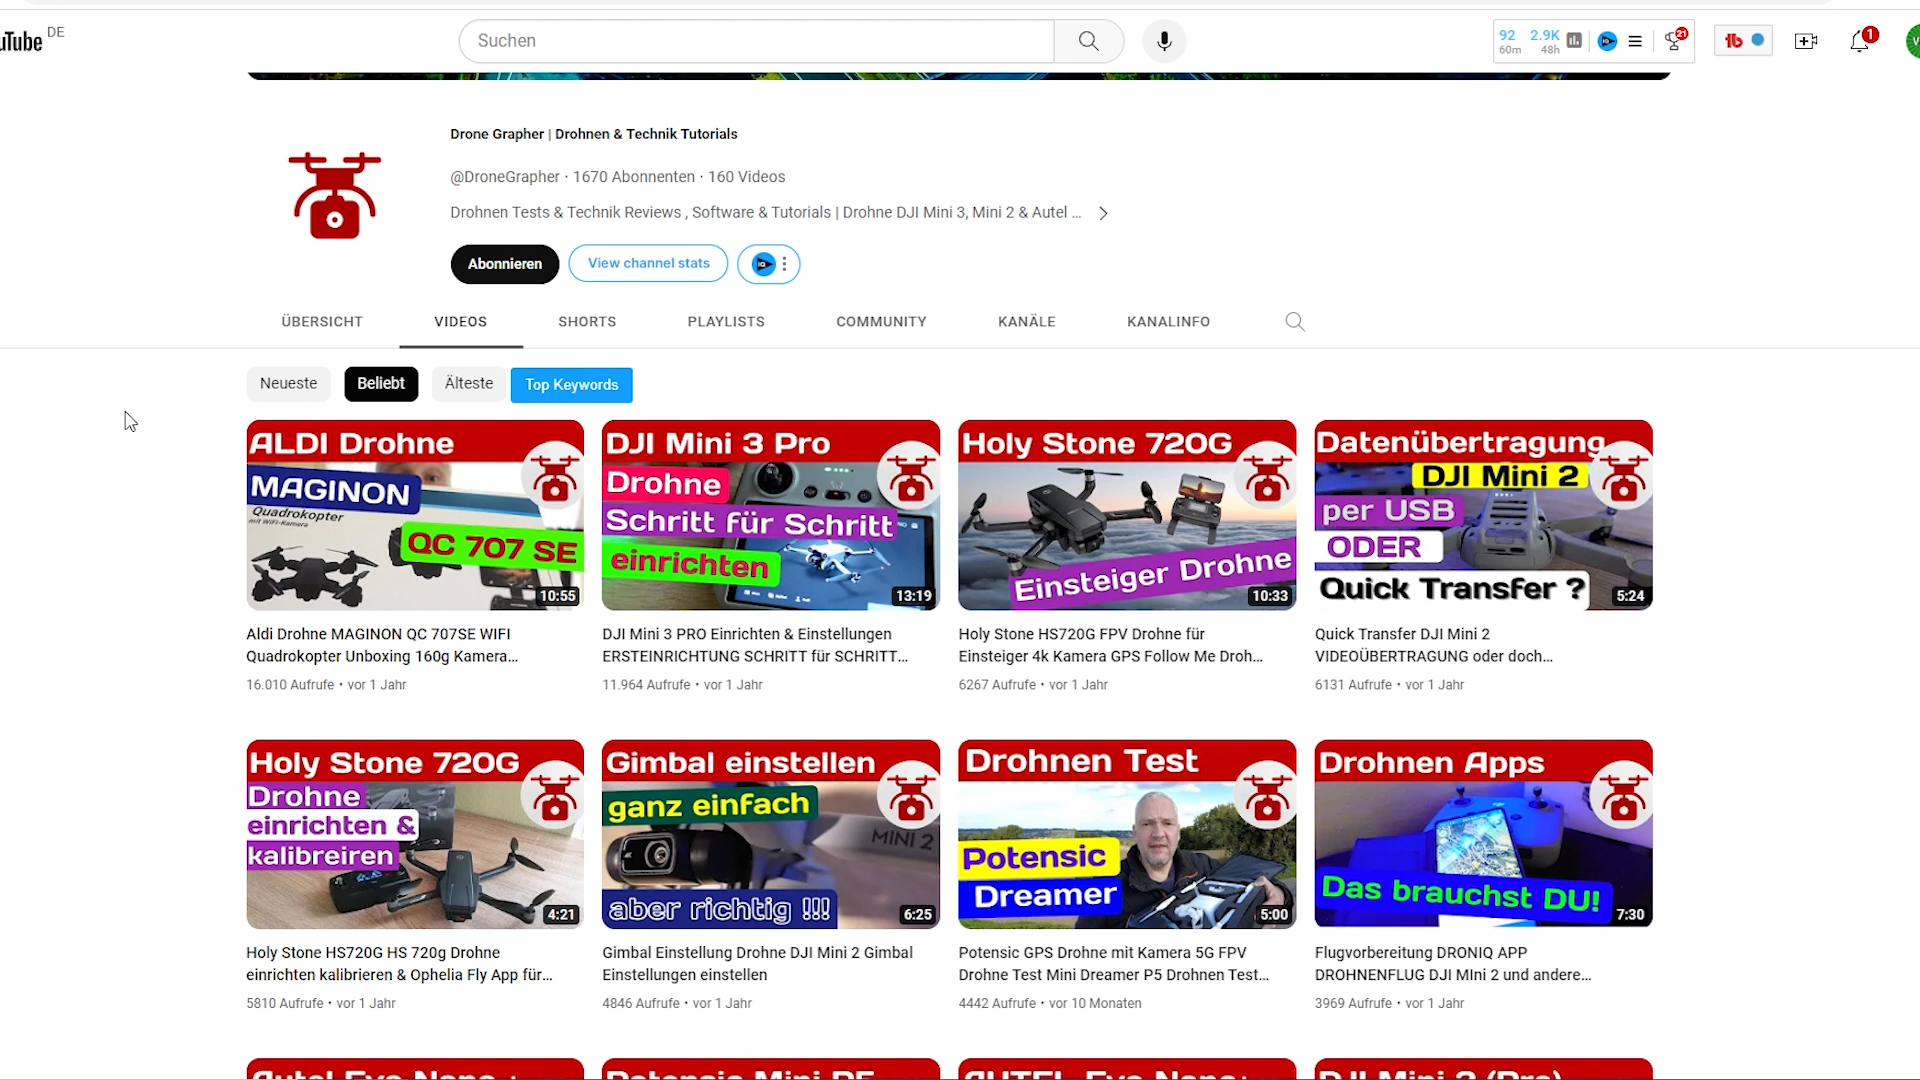 uTube DE
Suchen
92 2.9K
60m 48h
21
1
Drone Grapher | Drohnen & Technik Tutorials
@DroneGrapher · 1670 Abonnenten · 160 Videos
Drohnen Tests & Technik Reviews , Software & Tutorials | Drohne DJI Mini 3, Mini 2 & Autel ...
Abonnieren View channel stats IQ
ÜBERSICHT VIDEOS SHORTS PLAYLISTS COMMUNITY KANÄLE KANALINFO
Neueste Beliebt Älteste Top Keywords
ALDI Drohne
MAGINON
Quadrokopter
mit WiFi-Kamera
QC 707 SE
10:55
DJI Mini 3 Pro
Drohne
Schritt für Schritt
einrichten
13:19
Holy Stone 720G
Einsteiger Drohne
10:33
Datenübertragung
DJI Mini 2
per USB
ODER
Quick Transfer ?
5:24
Aldi Drohne MAGINON QC 707SE WIFI
Quadrokopter Unboxing 160g Kamera...
16.010 Aufrufe · vor 1 Jahr
DJI Mini 3 PRO Einrichten & Einstellungen
ERSTEINRICHTUNG SCHRITT für SCHRITT...
11.964 Aufrufe · vor 1 Jahr
Holy Stone HS720G FPV Drohne für
Einsteiger 4k Kamera GPS Follow Me Droh...
6267 Aufrufe · vor 1 Jahr
Quick Transfer DJI Mini 2
VIDEOÜBERTRAGUNG oder doch...
6131 Aufrufe · vor 1 Jahr
Holy Stone 720G
Drohne
einrichten &
kalibreiren
4:21
Gimbal einstellen
ganz einfach
MINI 2
aber richtig !!!
6:25
Drohnen Test
Potensic
Dreamer
5:00
Drohnen Apps
Das brauchst DU!
7:30
Holy Stone HS720G HS 720g Drohne
einrichten kalibrieren & Ophelia Fly App für...
5810 Aufrufe · vor 1 Jahr
Gimbal Einstellung Drohne DJI Mini 2 Gimbal
Einstellungen einstellen
4846 Aufrufe · vor 1 Jahr
Potensic GPS Drohne mit Kamera 5G FPV
Drohne Test Mini Dreamer P5 Drohnen Test...
4442 Aufrufe · vor 10 Monaten
Flugvorbereitung DRONIQ APP
DROHNENFLUG DJI MIni 2 und andere...
3969 Aufrufe · vor 1 Jahr